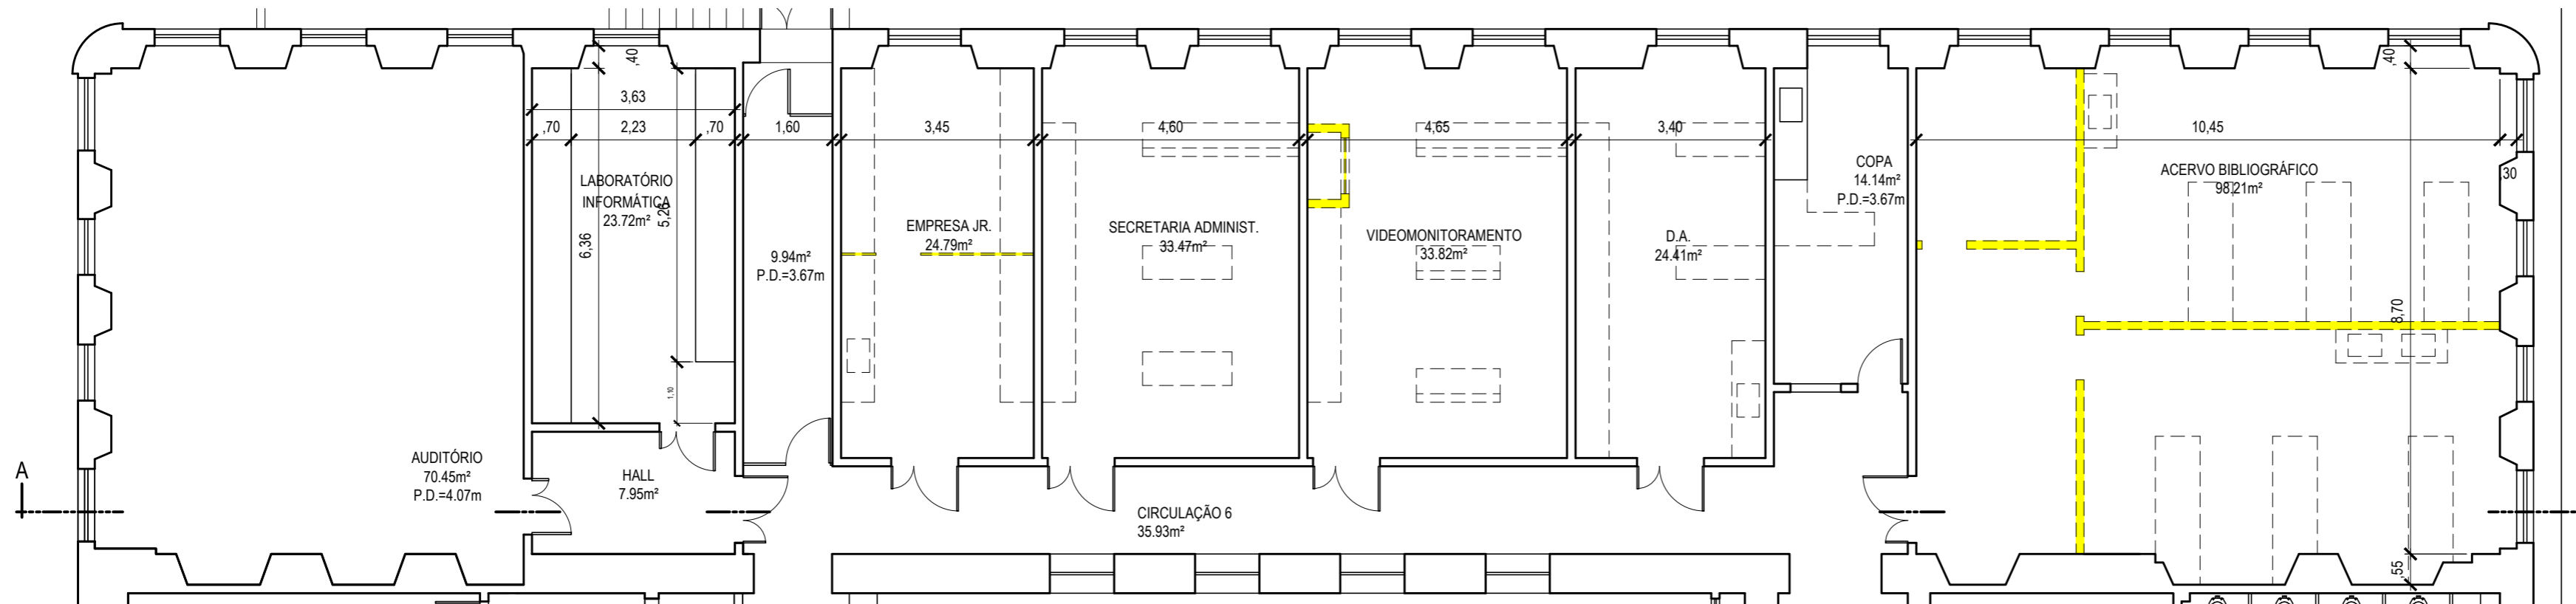 ,40
3,63
,70
2,23
,70
1,60
3,45
4,60
4,65
3,40
10,45
,40
LABORATÓRIO
INFORMÁTICA
23.72m²
5,26
6,36
1,10
9.94m²
P.D.=3.67m
EMPRESA JR.
24.79m²
SECRETARIA ADMINIST.
33.47m²
VIDEOMONITORAMENTO
33.82m²
D.A.
24.41m²
COPA
14.14m²
P.D.=3.67m
ACERVO BIBLIOGRÁFICO
98.21m²
,30
8,70
,55
A
AUDITÓRIO
70.45m²
P.D.=4.07m
HALL
7.95m²
CIRCULAÇÃO 6
35.93m²